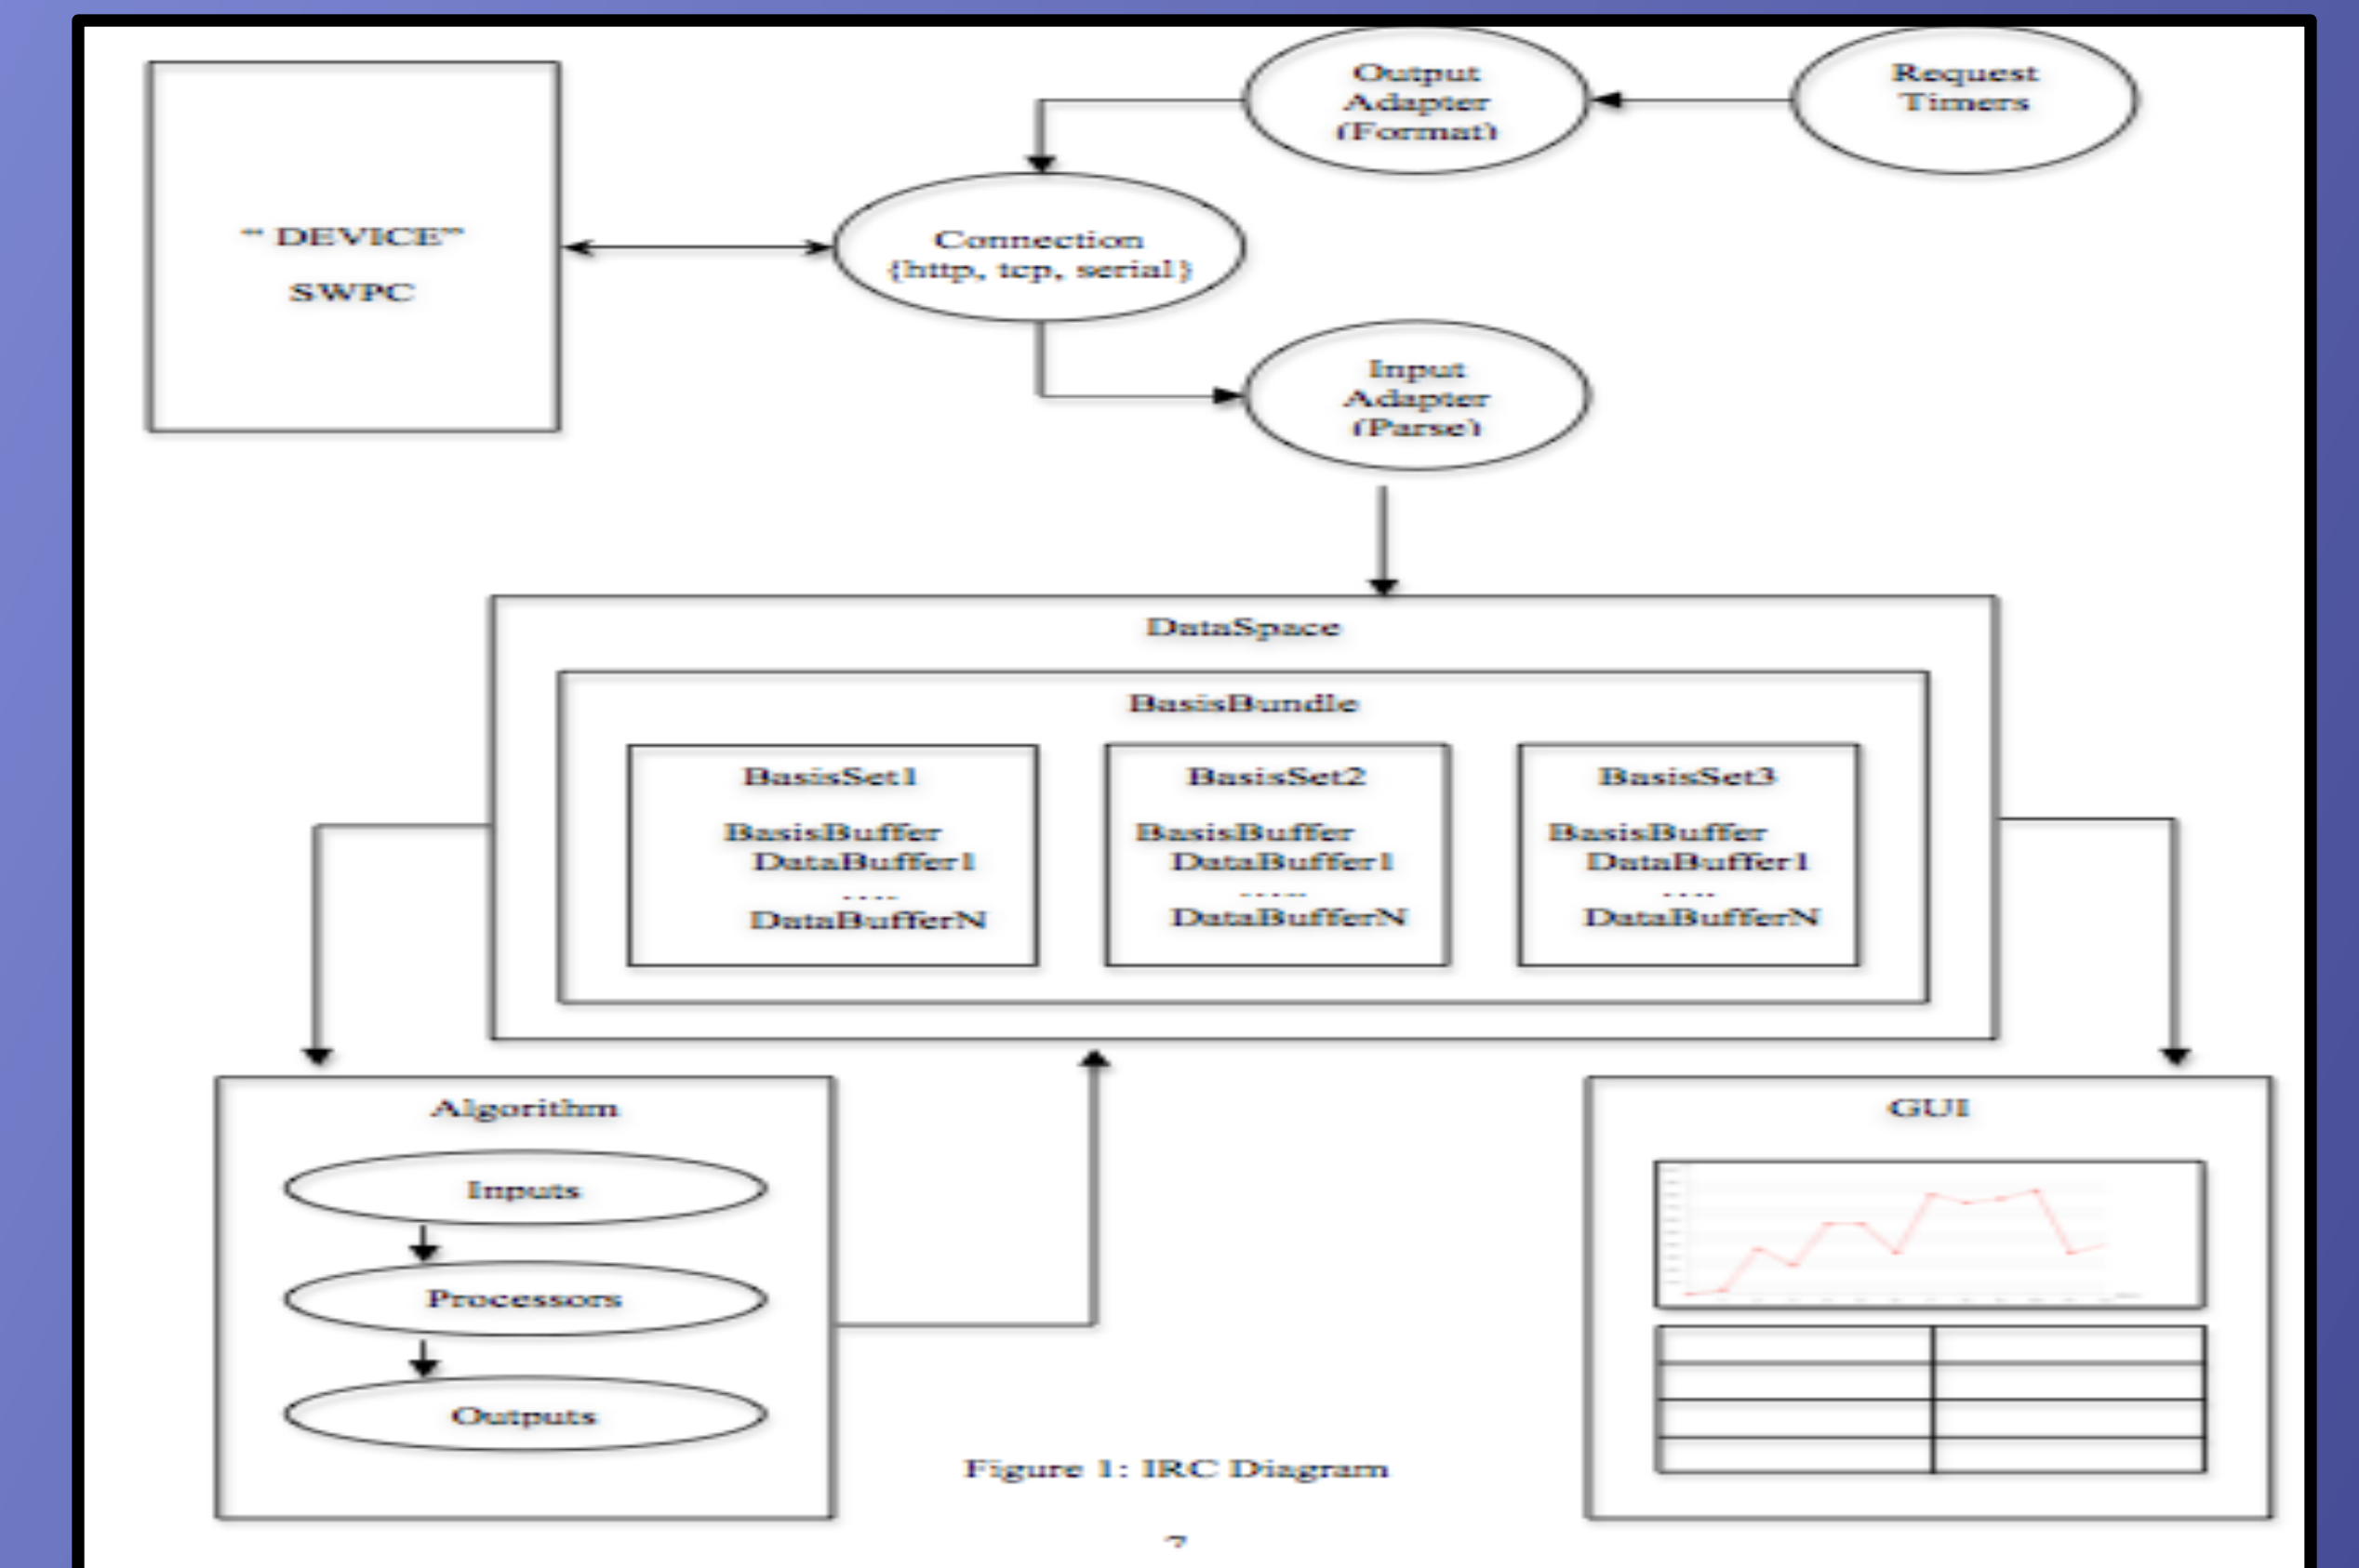 Output
Adapter
(Format)
Request
Timers
“ DEVICE”
SWPC
Connection
{http, tcp, serial}
Input
Adapter
(Parse)
DataSpace
BasisBundle
BasisSet1
BasisBuffer
DataBuffer1
....
DataBufferN
BasisSet2
BasisBuffer
DataBuffer1
.....
DataBufferN
BasisSet3
BasisBuffer
DataBuffer1
....
DataBufferN
Algorithm
Inputs
Processors
Outputs
GUI
Figure 1: IRC Diagram
7